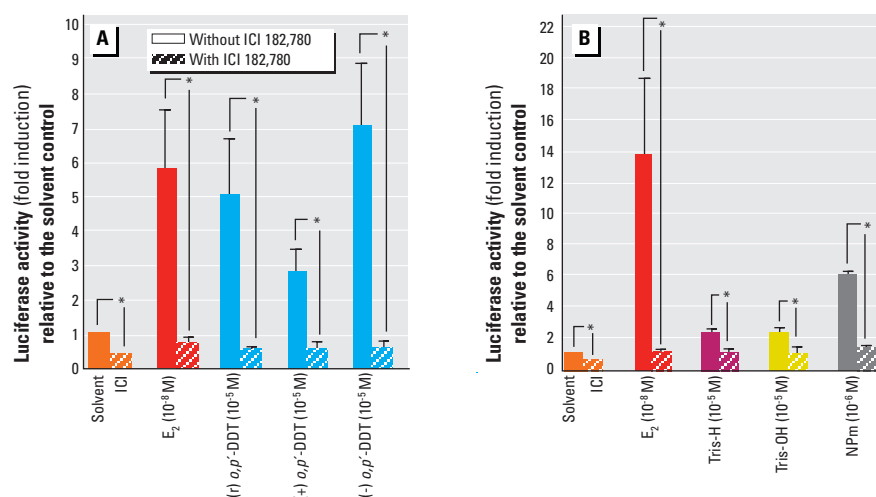 A
Without ICI 182,780
With ICI 182,780
Luciferase activity (fold induction)
relative to the solvent control
10
9
8
7
6
5
4
3
2
1
0
*
*
*
*
*
Solvent
ICI
E2 (10-8 M)
(r) o,p′-DDT (10-5 M)
(+) o,p′-DDT (10-5 M)
(-) o,p′-DDT (10-5 M)
B
Luciferase activity (fold induction)
relative to the solvent control
22
20
18
16
14
12
10
8
6
4
2
0
*
*
*
*
*
Solvent
ICI
E2 (10-8 M)
Tris-H (10-5 M)
Tris-OH (10-5 M)
NPm (10-6 M)